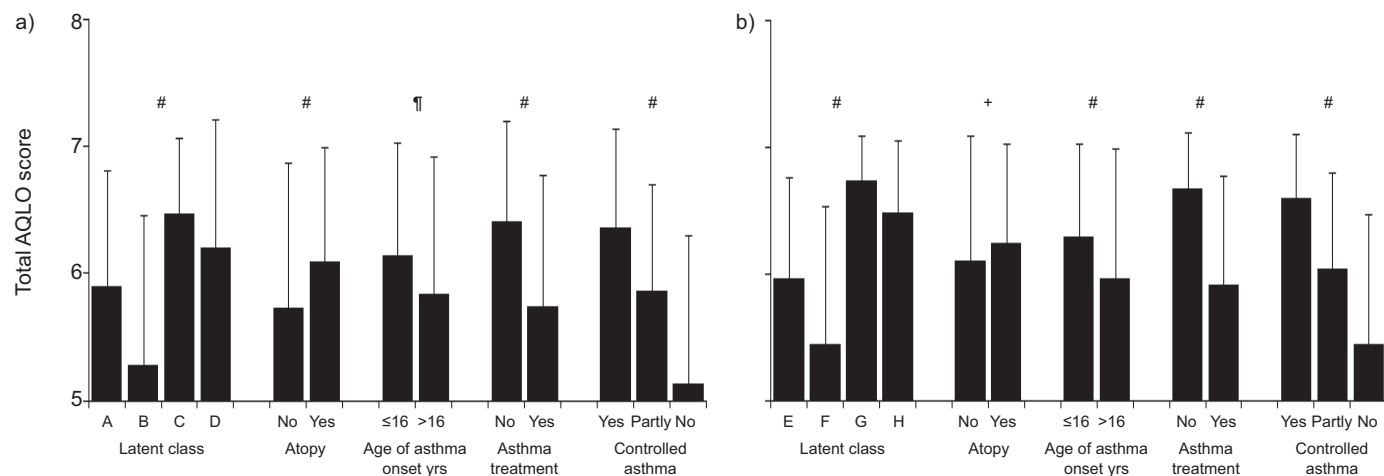 a)
8
7
6
5
Total AQLO score
# # ¶ # #
A B C D No Yes ≤16 >16 No Yes Yes Partly No
Latent class Atopy Age of asthma onset yrs Asthma treatment Controlled asthma
b)
# + # # #
E F G H No Yes ≤16 >16 No Yes Yes Partly No
Latent class Atopy Age of asthma onset yrs Asthma treatment Controlled asthma